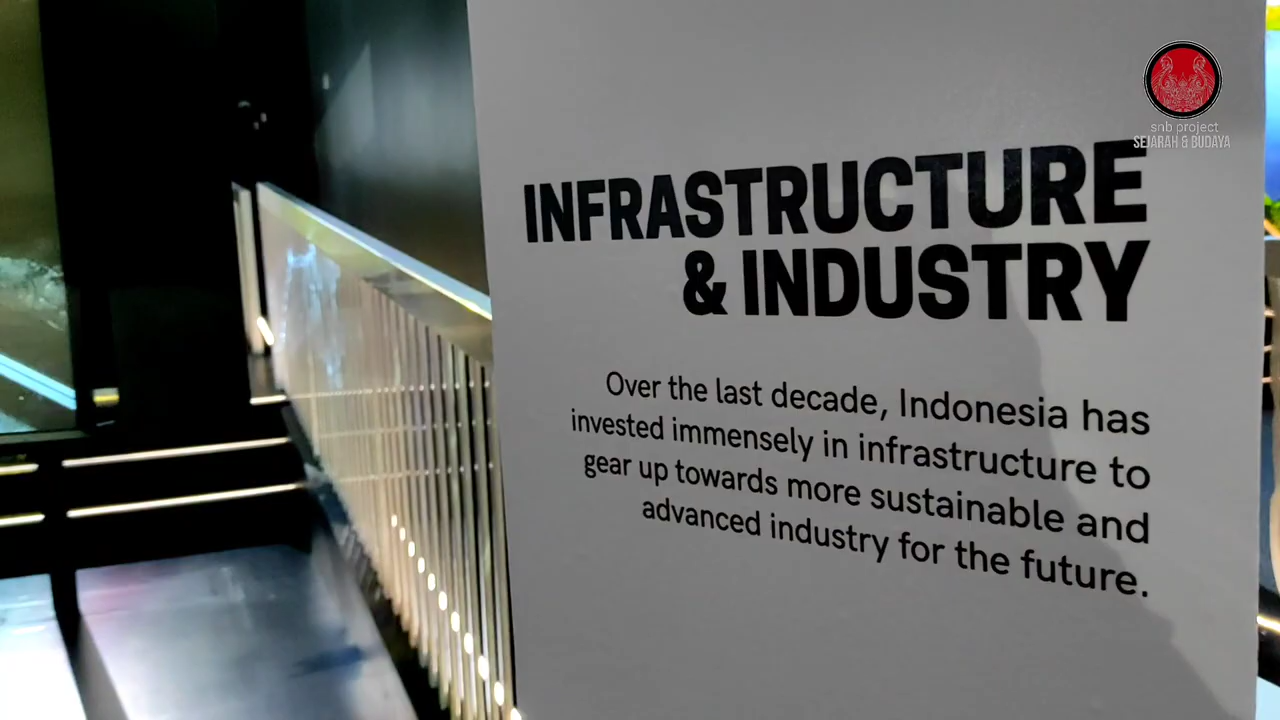 snb project
SEJARAH & BUDAYA
INFRASTRUCTURE
& INDUSTRY
Over the last decade, Indonesia has
invested immensely in infrastructure to
gear up towards more sustainable and
advanced industry for the future.